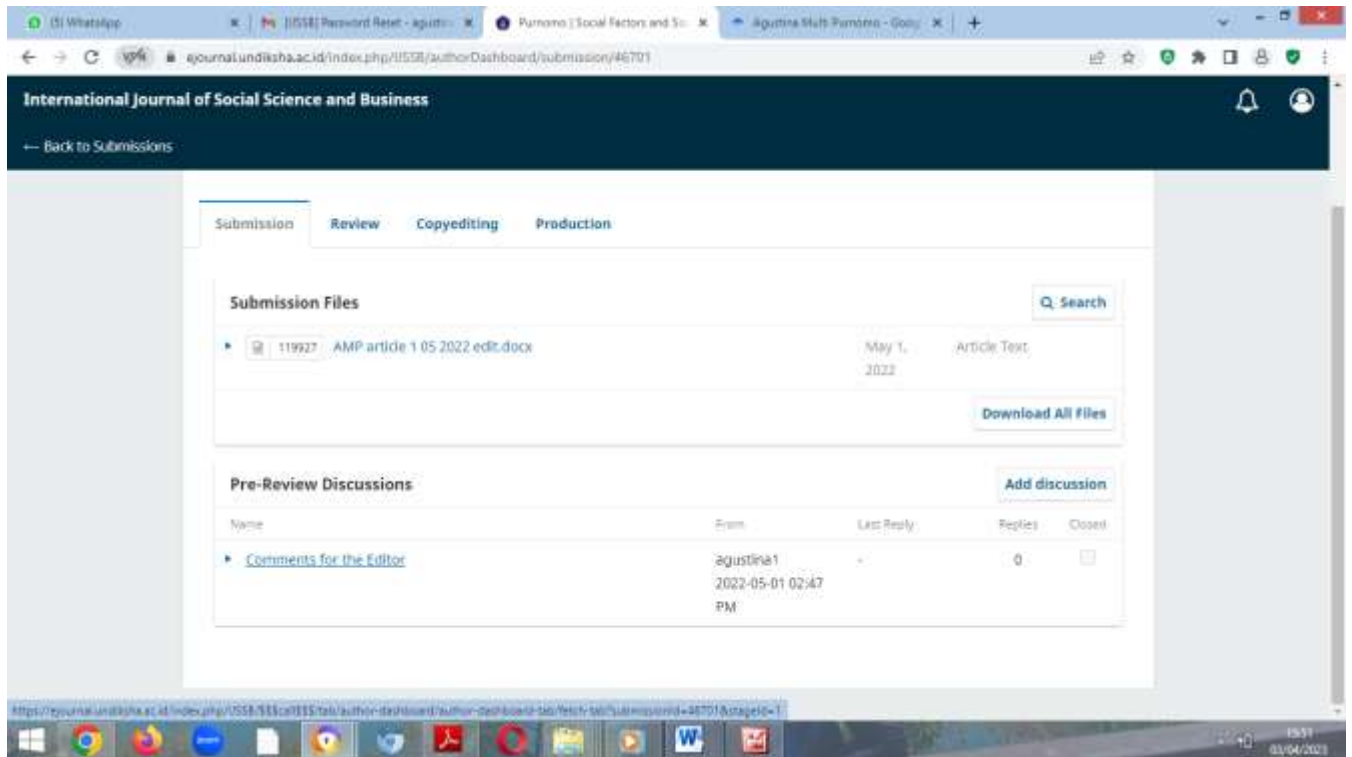 (5) WhatsApp
[IJSSB] Password Reset - agustin
Purnomo | Social Factors and So
Agustina Multi Purnomo - Goog
ejournal.undiksha.ac.id/index.php/IJSSB/authorDashboard/submission/46701
International Journal of Social Science and Business
← Back to Submissions
Submission Review Copyediting Production
Submission Files
Search
119927 AMP article 1 05 2022 edit.docx
May 1, 2022
Article Text
Download All Files
Pre-Review Discussions
Add discussion
Name From Last Reply Replies Closed
Comments for the Editor
agustina1
2022-05-01 02:47
PM
-
0
15:51
03/04/2023